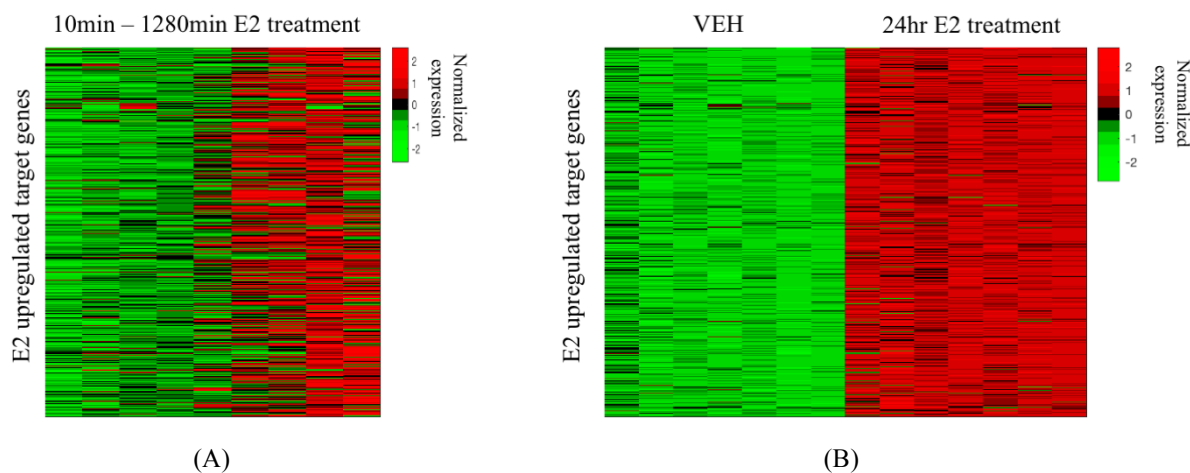 10min – 1280min E2 treatment
E2 upregulated target genes
2
1
0
-1
-2
Normalized
expression
(A)
VEH
24hr E2 treatment
E2 upregulated target genes
2
1
0
-1
-2
Normalized
expression
(B)